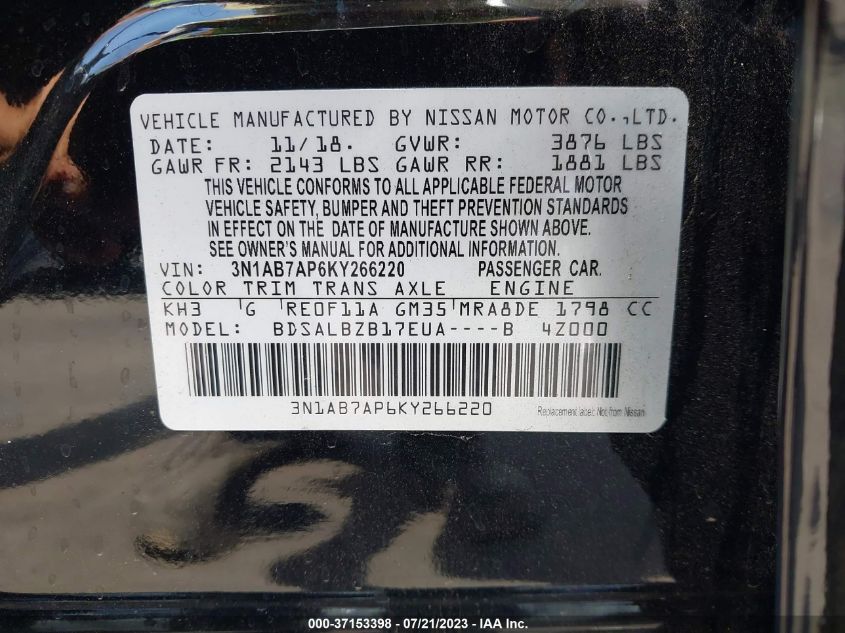 VEHICLE MANUFACTURED BY NISSAN MOTOR CO.,LTD.
DATE: 11/18. GVWR: 3876 LBS
GAWR FR: 2143 LBS GAWR RR: 1881 LBS
THIS VEHICLE CONFORMS TO ALL APPLICABLE FEDERAL MOTOR
VEHICLE SAFETY, BUMPER AND THEFT PREVENTION STANDARDS
IN EFFECT ON THE DATE OF MANUFACTURE SHOWN ABOVE.
SEE OWNER'S MANUAL FOR ADDITIONAL INFORMATION.
VIN: 3N1AB7AP6KY266220 PASSENGER CAR.
COLOR TRIM TRANS AXLE ENGINE
KH3 G RE0F11A GM35 MRA8DE 1798 CC
MODEL: BDSALBZB17EUA----B 4Z000
3N1AB7AP6KY266220
Replacement label: Not from Nissan
000-37153398 - 07/21/2023 - © IAA Inc.